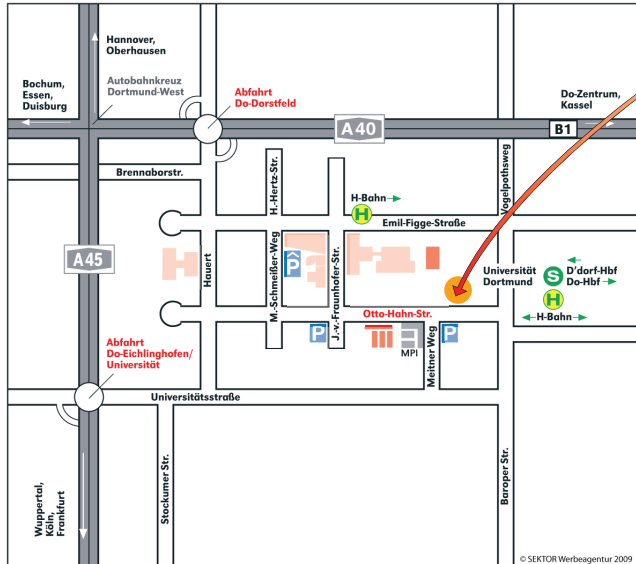 Hannover,
Oberhausen
Bochum,
Essen,
Duisburg
Autobahnkreuz
Dortmund-West
Abfahrt
Do-Dorstfeld
Do-Zentrum,
Kassel
A 40
B1
Brennaborstr.
H.-Hertz-Str.
Vogelpothsweg
H-Bahn
H
Emil-Figge-Straße
A 45
Hauert
M.-Schmeißer-Weg
P
J.-v.-Fraunhofer-Str.
Universität
Dortmund
S
D'dorf-Hbf
Do-Hbf
H
H-Bahn
Otto-Hahn-Str.
P
MPI
Meitner Weg
P
Abfahrt
Do-Eichlinghofen/
Universität
Universitätsstraße
Stockumer Str.
Baroper Str.
Wuppertal,
Köln,
Frankfurt
© SEKTOR Werbeagentur 2009